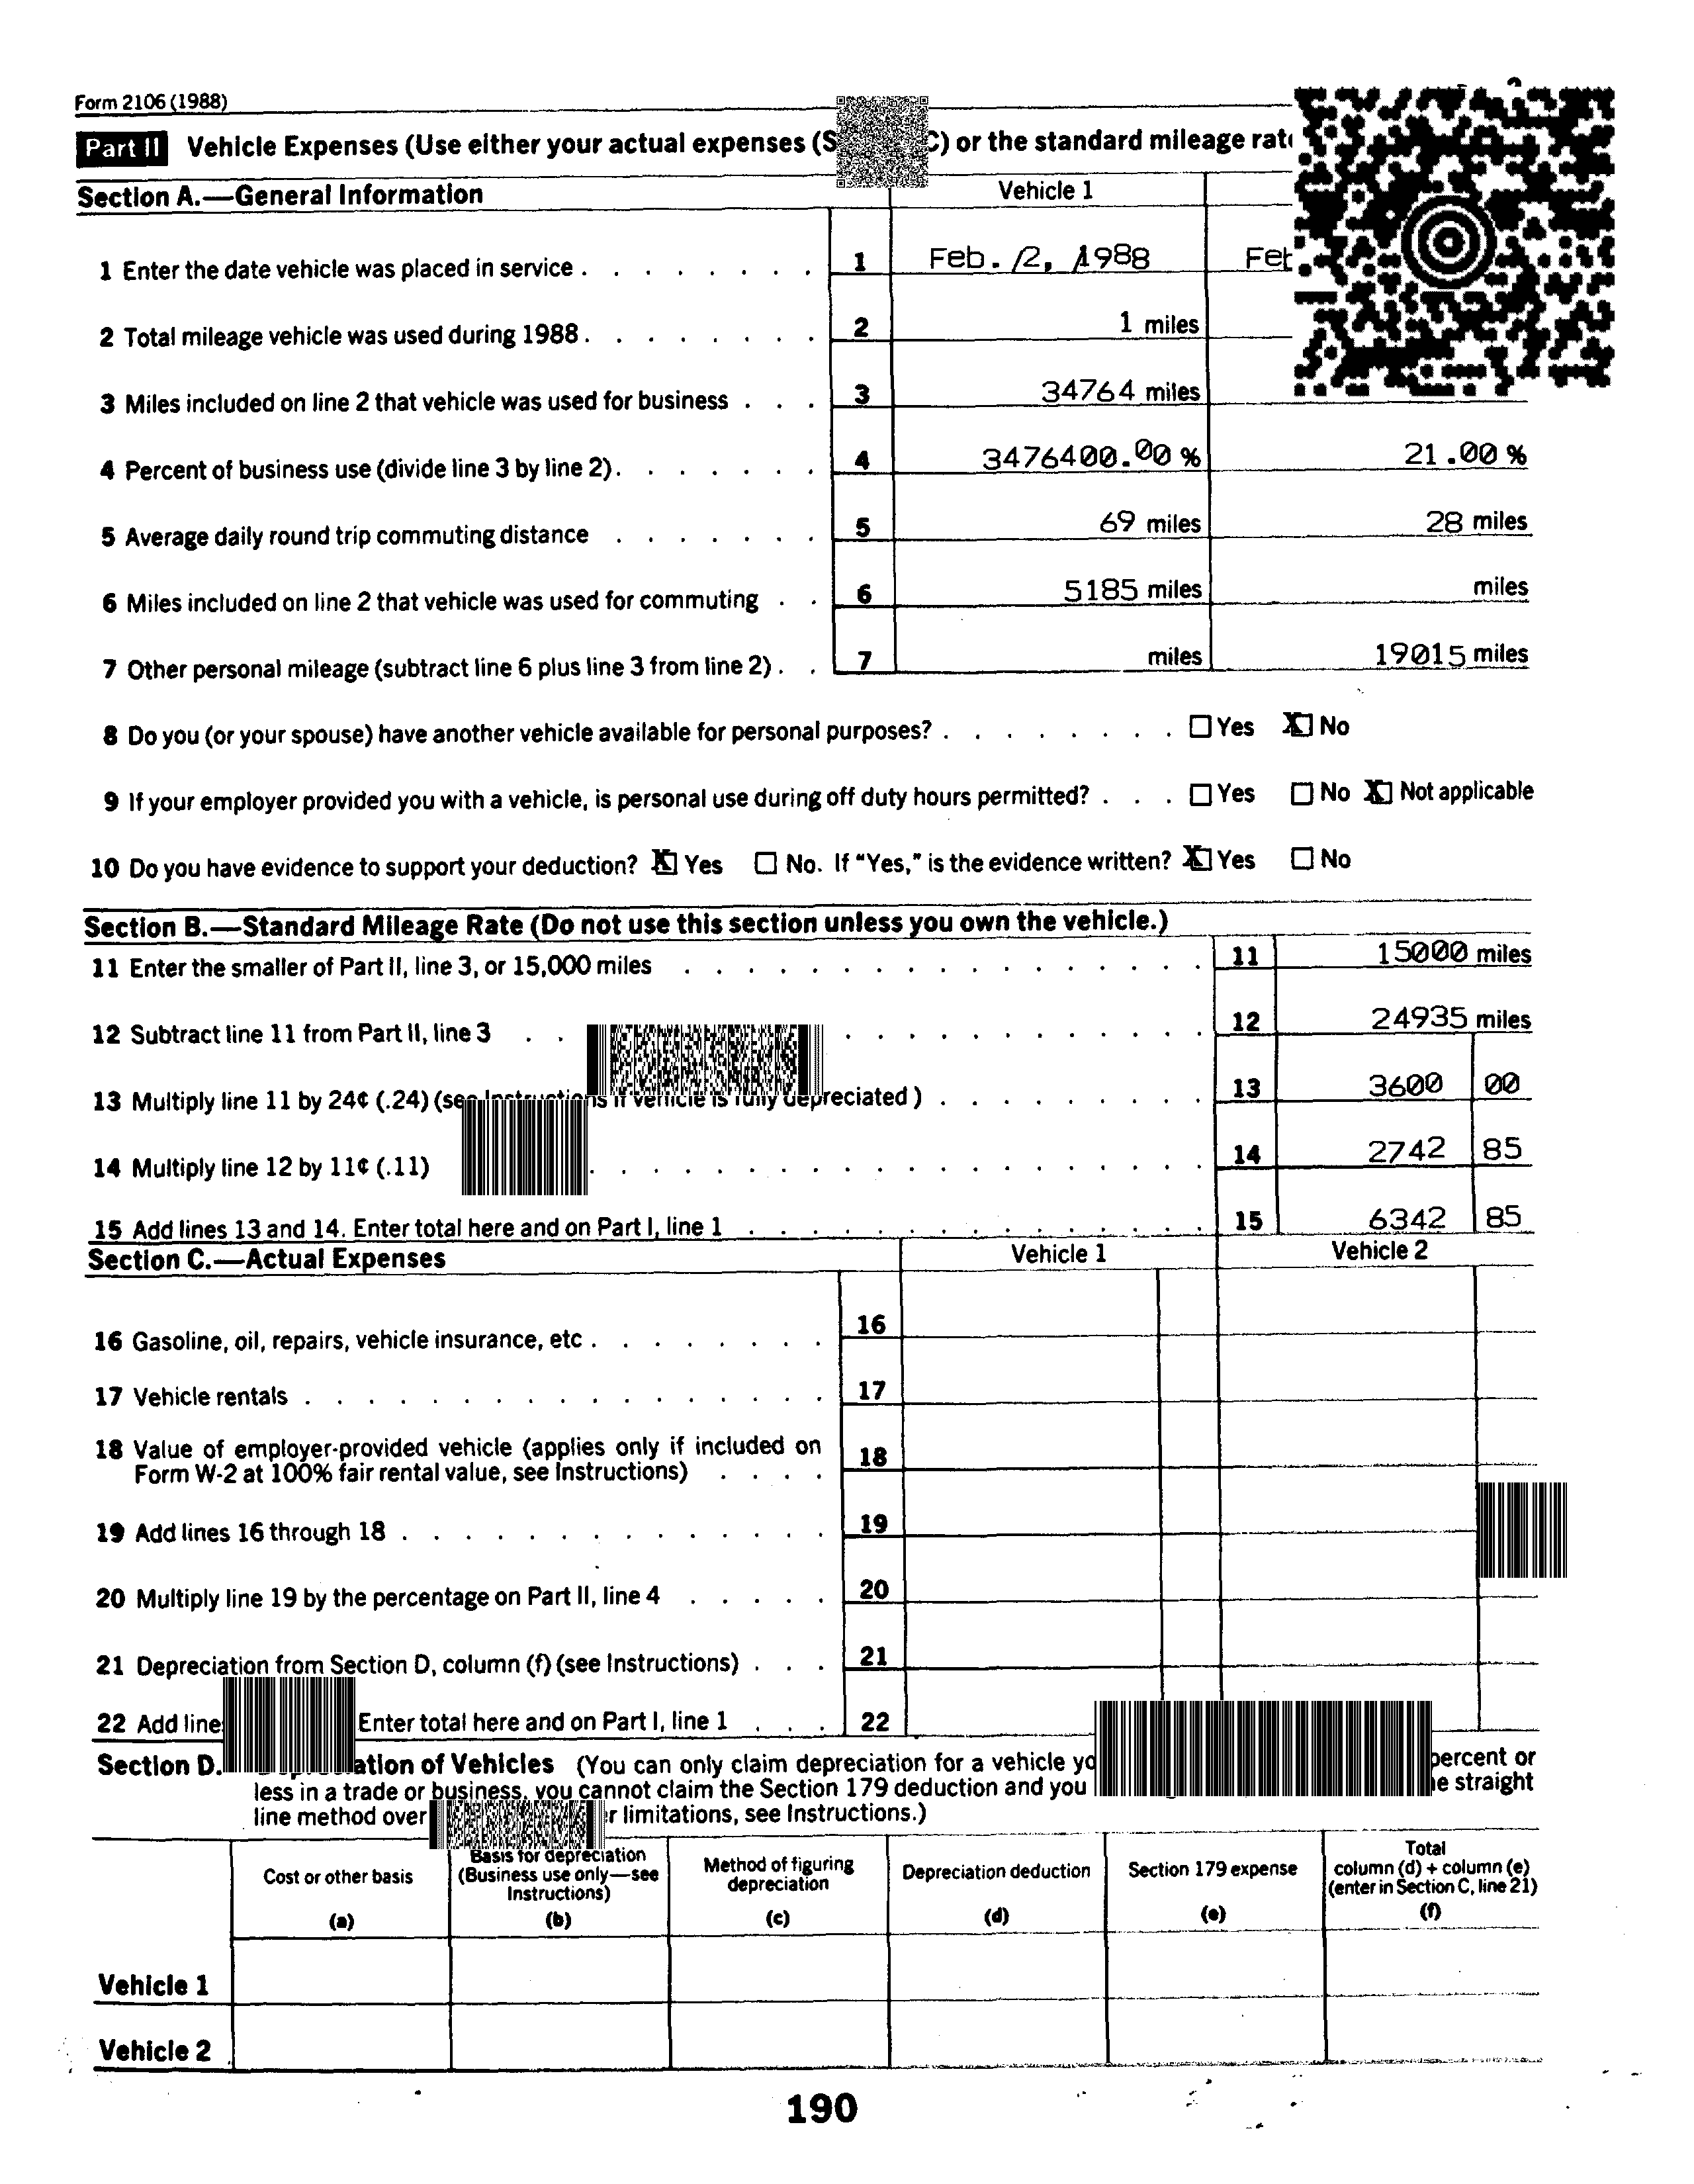 Form 2106 (1988)
Part II Vehicle Expenses (Use either your actual expenses (S C) or the standard mileage rate
Section A.—General Information Vehicle 1
1 Enter the date vehicle was placed in service . . . . . . . . 1 Feb. /2, 1988
2 Total mileage vehicle was used during 1988 . . . . . . . . 2 1 miles
3 Miles included on line 2 that vehicle was used for business . . . 3 34764 miles
4 Percent of business use (divide line 3 by line 2) . . . . . . . 4 3476400.00 % 21.00 %
5 Average daily round trip commuting distance . . . . . . . 5 69 miles 28 miles
6 Miles included on line 2 that vehicle was used for commuting . . 6 5185 miles miles
7 Other personal mileage (subtract line 6 plus line 3 from line 2) . . 7 miles 19015 miles
8 Do you (or your spouse) have another vehicle available for personal purposes? . . . . . . . . ☐ Yes X No
9 If your employer provided you with a vehicle, is personal use during off duty hours permitted? . . . ☐ Yes ☐ No X Not applicable
10 Do you have evidence to support your deduction? X Yes ☐ No. If "Yes," is the evidence written? X Yes ☐ No
Section B.—Standard Mileage Rate (Do not use this section unless you own the vehicle.)
11 Enter the smaller of Part II, line 3, or 15,000 miles . . . . . . . . . . . . . . . . 11 15000 miles
12 Subtract line 11 from Part II, line 3 . . . . . . . . . . . . . 12 24935 miles
13 Multiply line 11 by 24¢ (.24) (see Instructions if vehicle is fully depreciated) . . . . . . . . . 13 3600 00
14 Multiply line 12 by 11¢ (.11) . . . . . . . . . . . . . . . . . . . 14 2742 85
15 Add lines 13 and 14. Enter total here and on Part I, line 1 . . . . . . . . . . . . . . 15 6342 85
Section C.—Actual Expenses Vehicle 1 Vehicle 2
16 Gasoline, oil, repairs, vehicle insurance, etc . . . . . . . . 16
17 Vehicle rentals . . . . . . . . . . . . . . . . . 17
18 Value of employer-provided vehicle (applies only if included on
Form W-2 at 100% fair rental value, see Instructions) . . . . 18
19 Add lines 16 through 18 . . . . . . . . . . . . . . 19
20 Multiply line 19 by the percentage on Part II, line 4 . . . . . 20
21 Depreciation from Section D, column (f) (see Instructions) . . . 21
22 Add line Enter total here and on Part I, line 1 . . . 22
Section D. ation of Vehicles (You can only claim depreciation for a vehicle yo percent or
less in a trade or business, you cannot claim the Section 179 deduction and you e straight
line method over r limitations, see Instructions.)
Cost or other basis
(a)
Basis for depreciation
(Business use only—see
Instructions)
(b)
Method of figuring
depreciation
(c)
Depreciation deduction
(d)
Section 179 expense
(e)
Total
column (d) + column (e)
(enter in Section C, line 21)
(f)
Vehicle 1
Vehicle 2
190